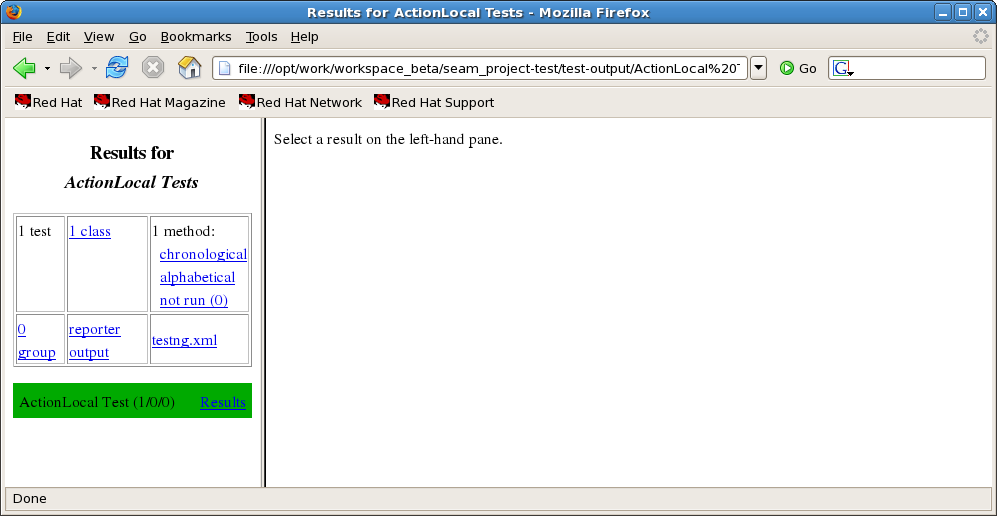 Results for ActionLocal Tests - Mozilla Firefox
File Edit View Go Bookmarks Tools Help
file:///opt/work/workspace_beta/seam_project-test/test-output/ActionLocal%20T Go G
Red Hat Red Hat Magazine Red Hat Network Red Hat Support
Results for
ActionLocal Tests
1 test 1 class 1 method:
chronological
alphabetical
not run (0)
0 group reporter output testng.xml
ActionLocal Test (1/0/0) Results
Select a result on the left-hand pane.
Done